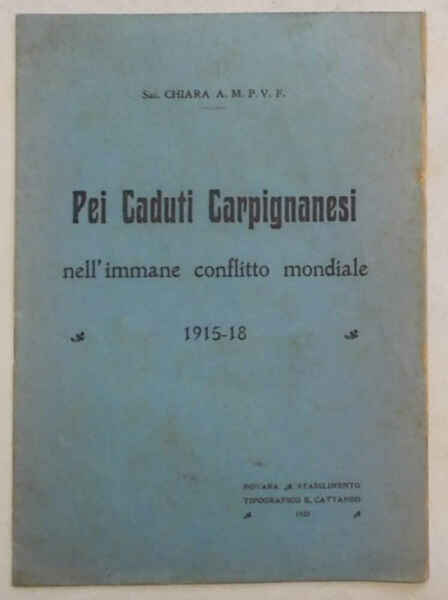 Sac. CHIARA A. M. P. V. F.
Pei Caduti Carpignanesi
nell'immane conflitto mondiale
1915-18
NOVARA STABILIMENTO
TIPOGRAFICO E. CATTANEO